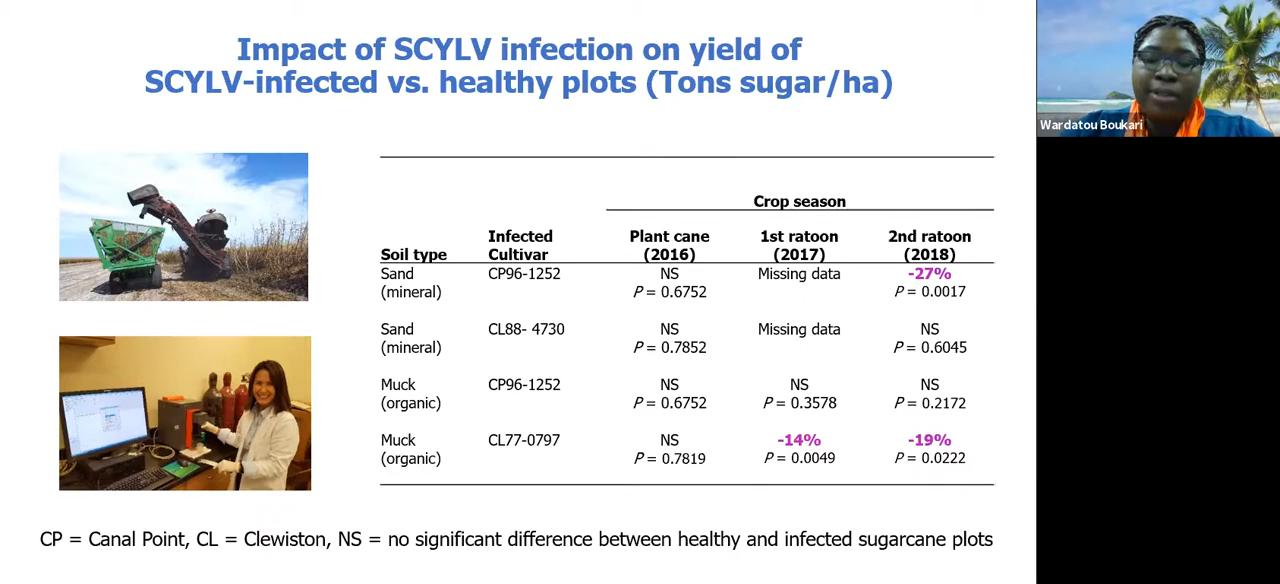 Impact of SCYLV infection on yield of
SCYLV-infected vs. healthy plots (Tons sugar/ha)
Wardatou Boukari
Crop season
Soil type Infected Cultivar Plant cane (2016) 1st ratoon (2017) 2nd ratoon (2018)
Sand CP96-1252 NS Missing data -27%
(mineral) P = 0.6752 P = 0.0017
Sand CL88- 4730 NS Missing data NS
(mineral) P = 0.7852 P = 0.6045
Muck CP96-1252 NS NS NS
(organic) P = 0.6752 P = 0.3578 P = 0.2172
Muck CL77-0797 NS -14% -19%
(organic) P = 0.7819 P = 0.0049 P = 0.0222
CP = Canal Point, CL = Clewiston, NS = no significant difference between healthy and infected sugarcane plots